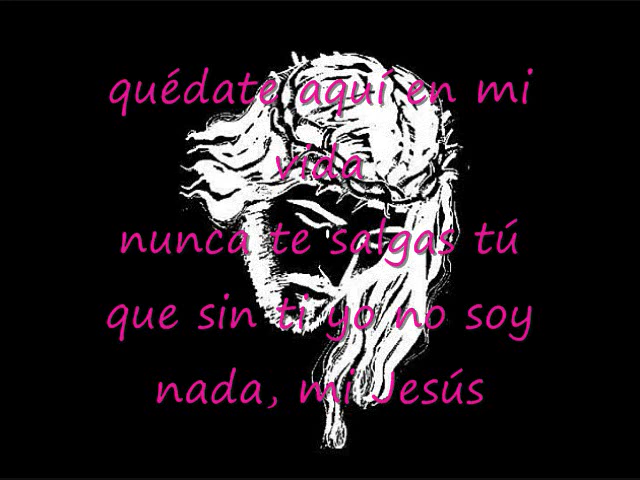 quédate aquí en mi
vida
nunca te salgas tú
que sin ti yo no soy
nada, mi Jesús